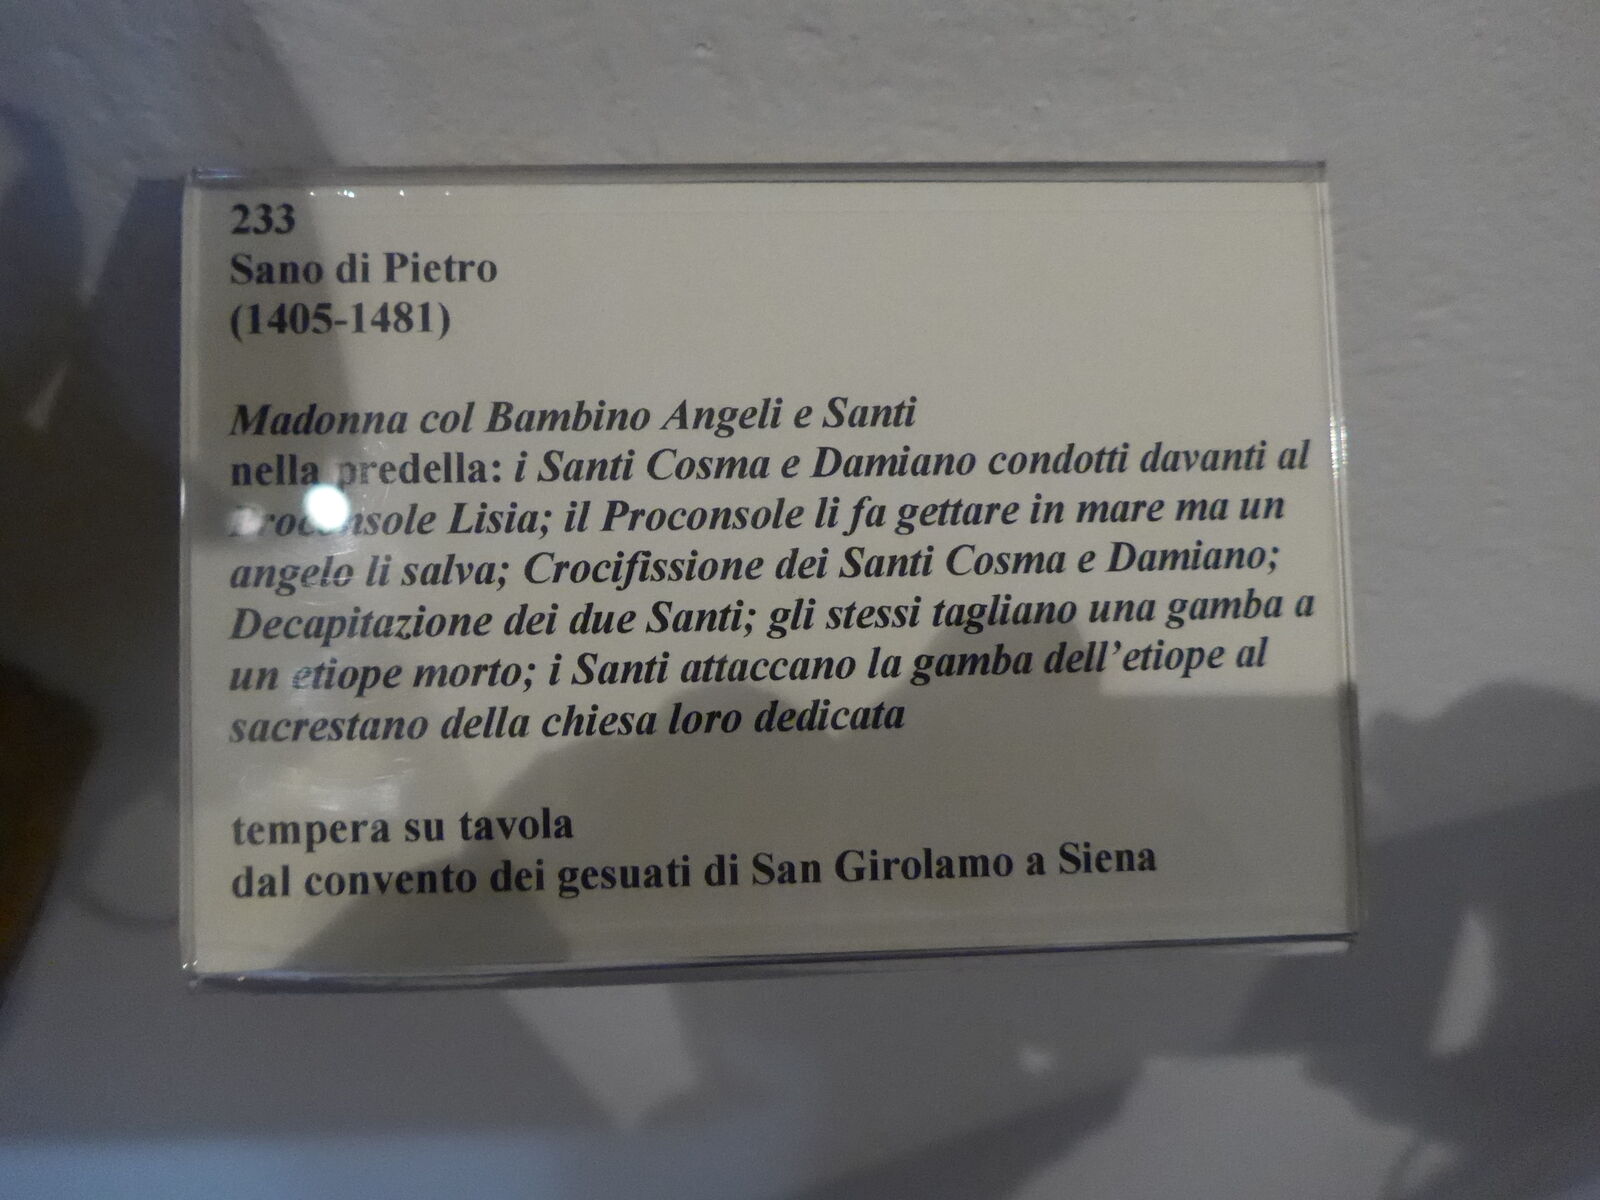 233
Sano di Pietro
(1405-1481)
Madonna col Bambino Angeli e Santi
nella predella: i Santi Cosma e Damiano condotti davanti al
Proconsole Lisia; il Proconsole li fa gettare in mare ma un
angelo li salva; Crocifissione dei Santi Cosma e Damiano;
Decapitazione dei due Santi; gli stessi tagliano una gamba a
un etiope morto; i Santi attaccano la gamba dell'etiope al
sacrestano della chiesa loro dedicata
tempera su tavola
dal convento dei gesuati di San Girolamo a Siena